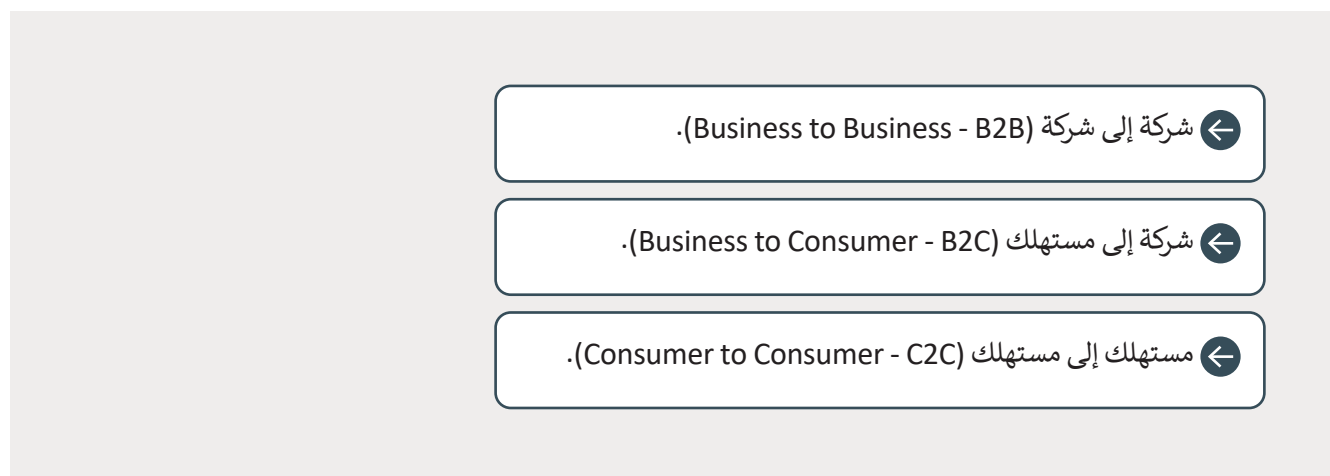 شركة إلى شركة (Business to Business - B2B).
شركة إلى مستهلك (Business to Consumer - B2C).
مستهلك إلى مستهلك (Consumer to Consumer - C2C).